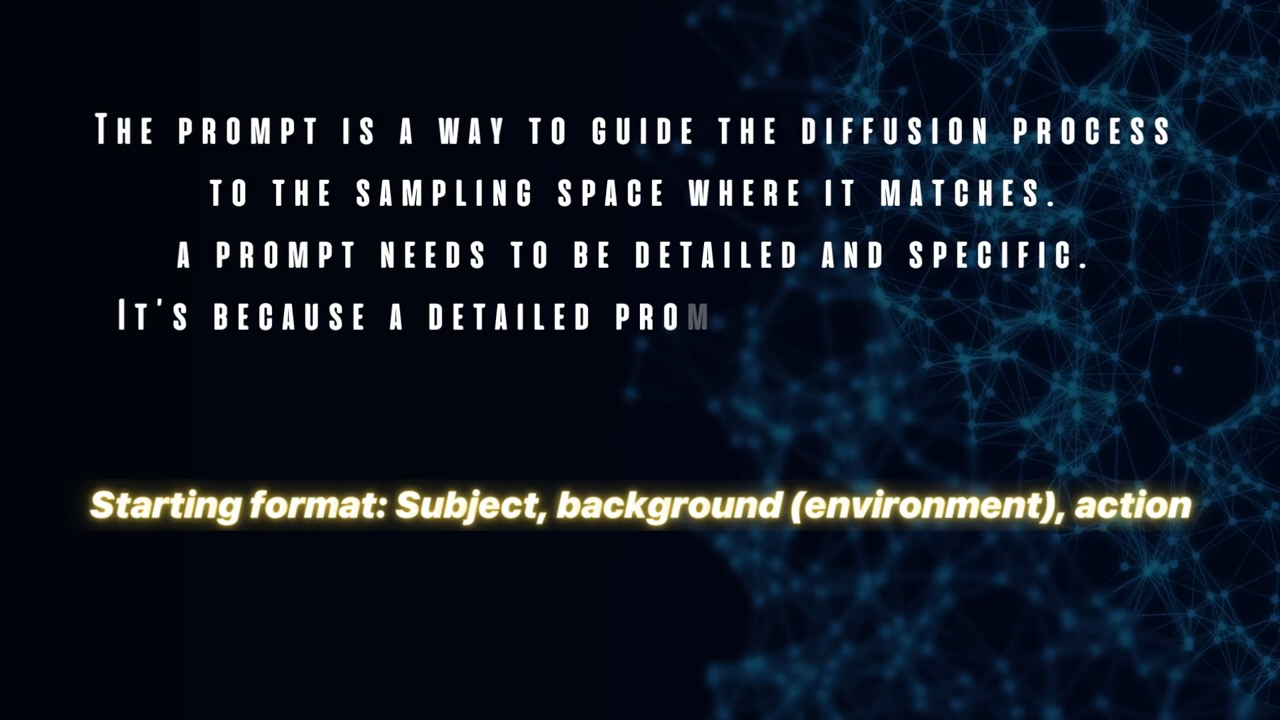 The prompt is a way to guide the diffusion process
to the sampling space where it matches.
A prompt needs to be detailed and specific.
It's because a detailed prom
Starting format: Subject, background (environment), action